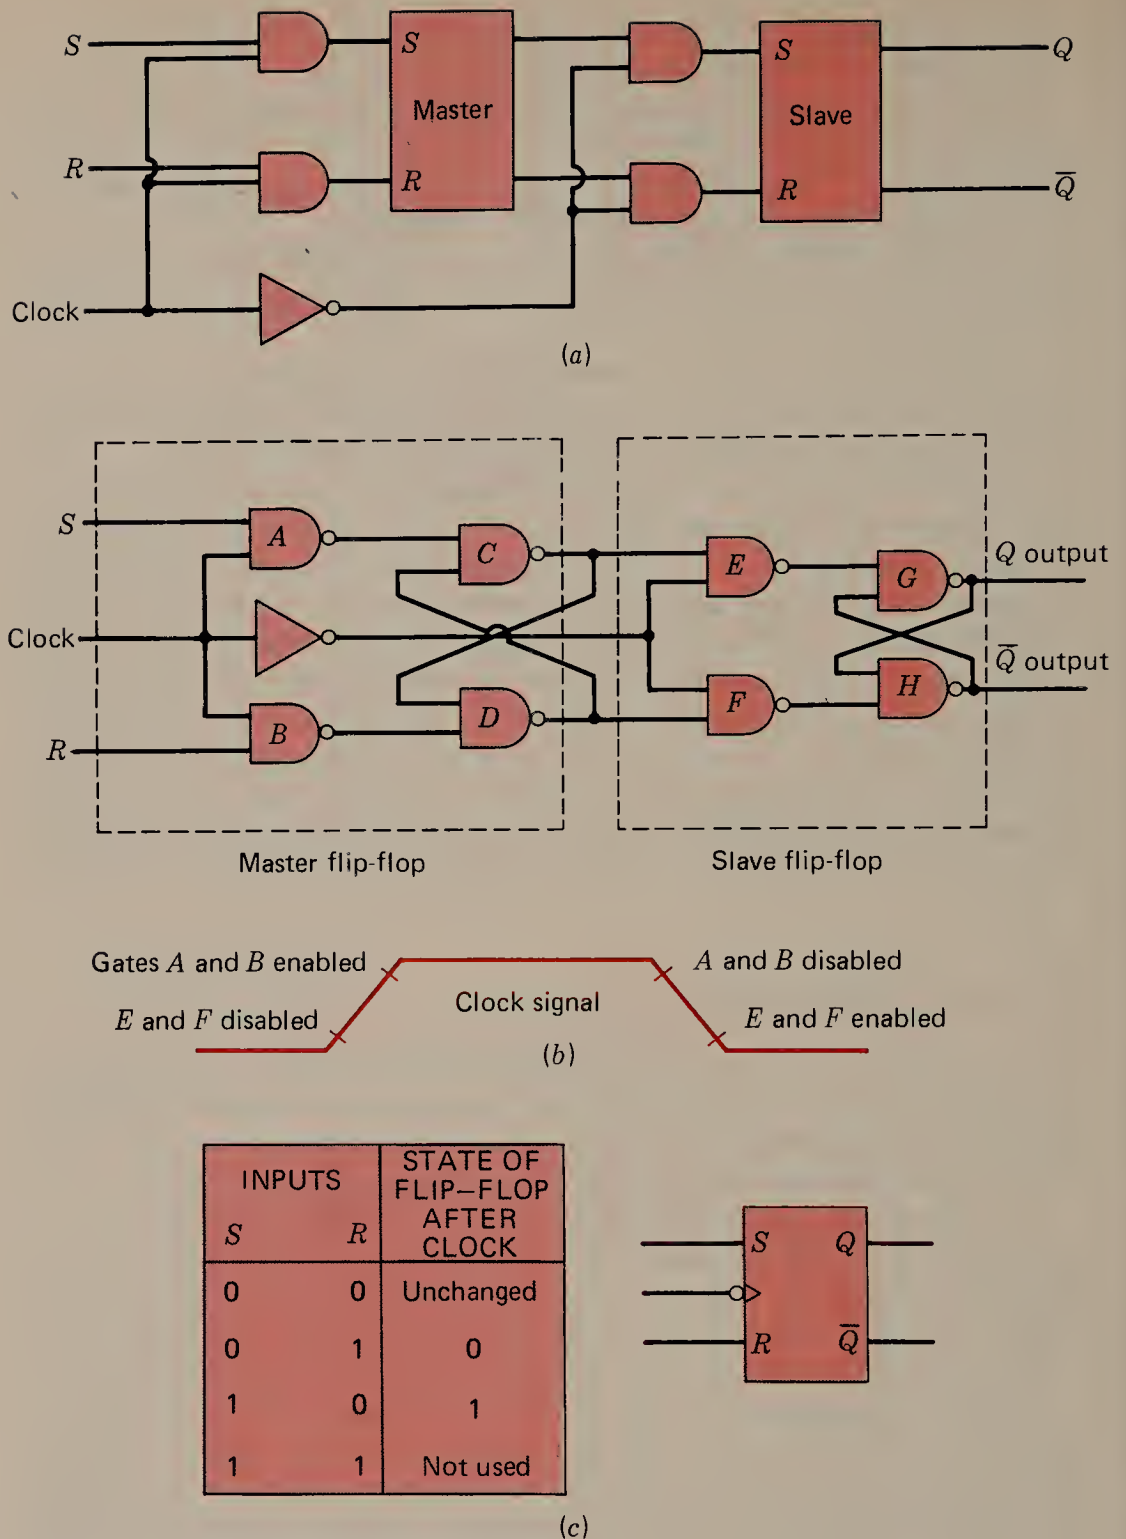 S
S
S
Q
Master
Slave
R
R
R
Q̅
Clock
(a)
S
A
C
E
G
Q output
Clock
Q̅ output
R
B
D
F
H
Master flip-flop
Slave flip-flop
Gates A and B enabled
A and B disabled
Clock signal
E and F disabled
E and F enabled
(b)
INPUTS
STATE OF
FLIP–FLOP
AFTER
CLOCK
S R
0 0 Unchanged
0 1 0
1 0 1
1 1 Not used
S Q
R Q̅
(c)